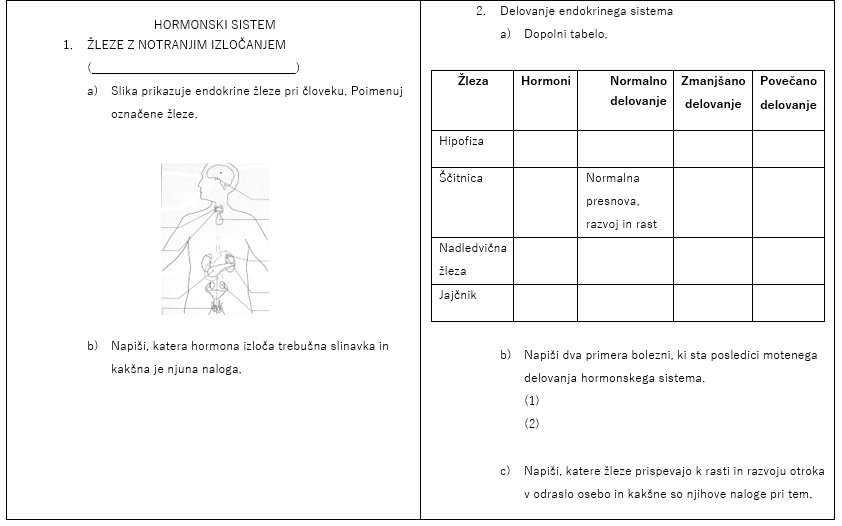 HORMONSKI SISTEM
1. ŽLEZE Z NOTRANJIM IZLOČANJEM
(______________________________)
a) Slika prikazuje endokrine žleze pri človeku. Poimenuj
označene žleze.
b) Napiši, katera hormona izloča trebušna slinavka in
kakšna je njuna naloga.
2. Delovanje endokrinega sistema
a) Dopolni tabelo.
Žleza Hormoni Normalno delovanje Zmanjšano delovanje Povečano delovanje
Hipofiza
Ščitnica Normalna
presnova,
razvoj in rast
Nadledvična
žleza
Jajčnik
b) Napiši dva primera bolezni, ki sta posledici motenega
delovanja hormonskega sistema.
(1)
(2)
c) Napiši, katere žleze prispevajo k rasti in razvoju otroka
v odraslo osebo in kakšne so njihove naloge pri tem.